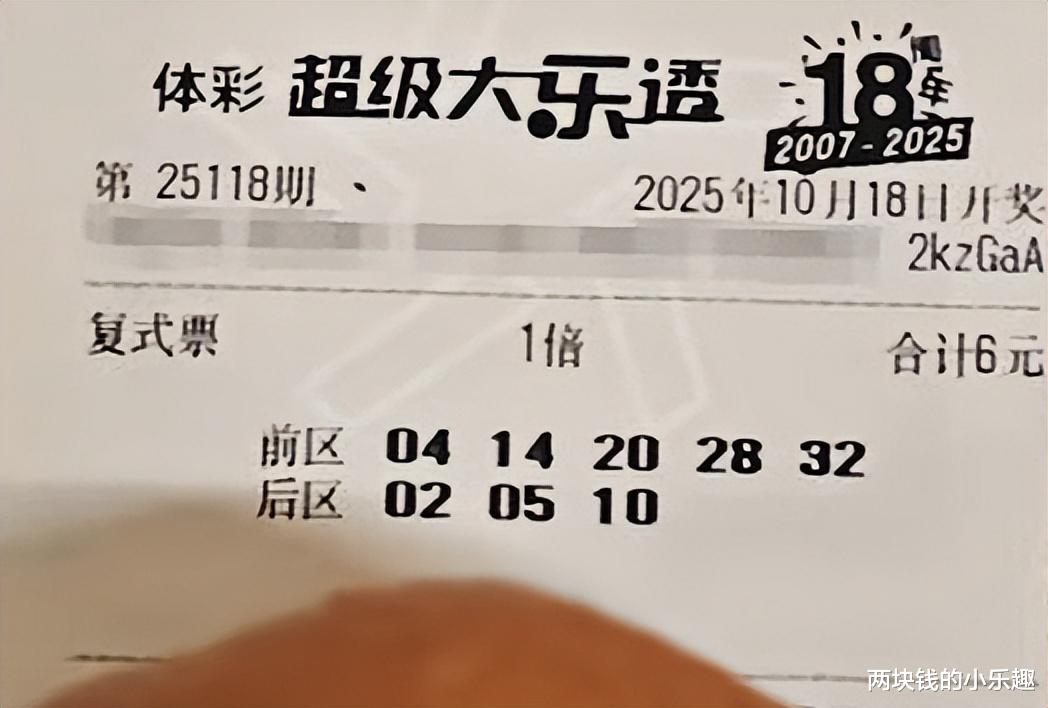 体彩 超级大乐透 18周年
2007-2025
第 25118期 、 2025年10月18日开奖
2kzGaA
复式票 1倍 合计6元
前区 04 14 20 28 32
后区 02 05 10
两块钱的小乐趣